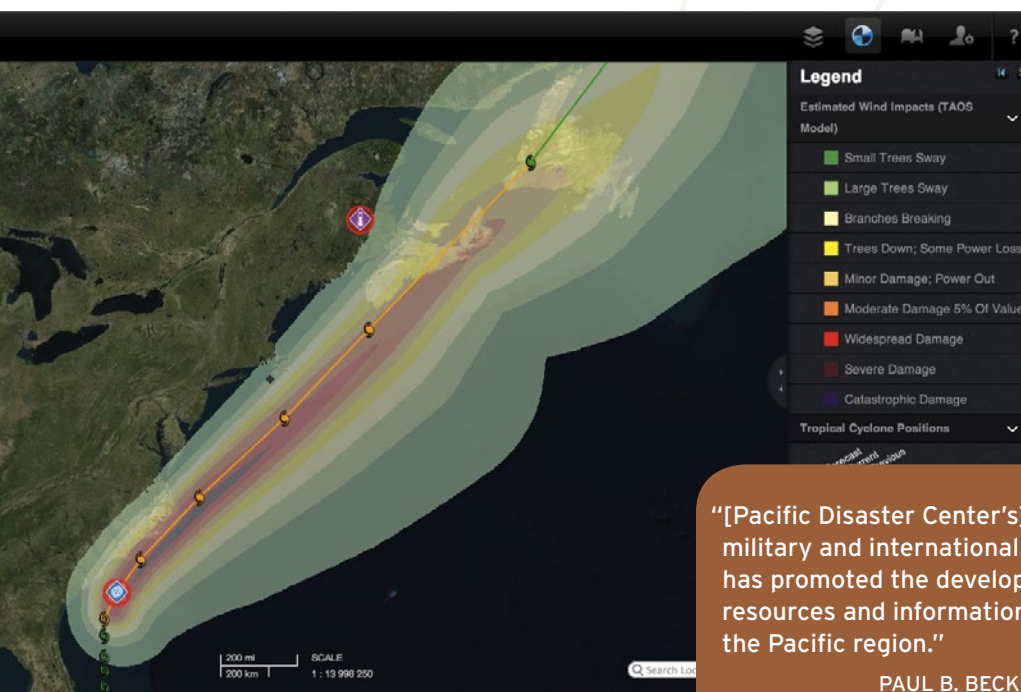 ?
Legend
Estimated Wind Impacts (TAOS
Model)
Small Trees Sway
Large Trees Sway
Branches Breaking
Trees Down; Some Power Loss
Minor Damage; Power Out
Moderate Damage 5% Of Value
Widespread Damage
Severe Damage
Catastrophic Damage
Tropical Cyclone Positions
200 mi
200 km
SCALE
1 : 13 998 250
Search
“[Pacific Disaster Center’s]
military and international
has promoted the develop
resources and information
the Pacific region.”
PAUL B. BECK